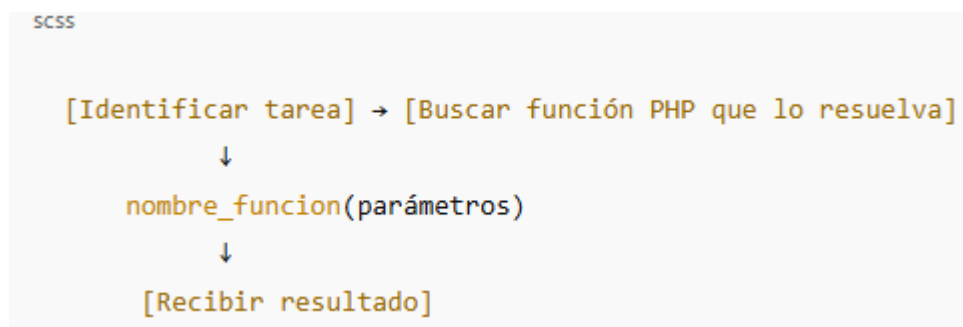 scss
[Identificar tarea] → [Buscar función PHP que lo resuelva]
↓
nombre_funcion(parámetros)
↓
[Recibir resultado]